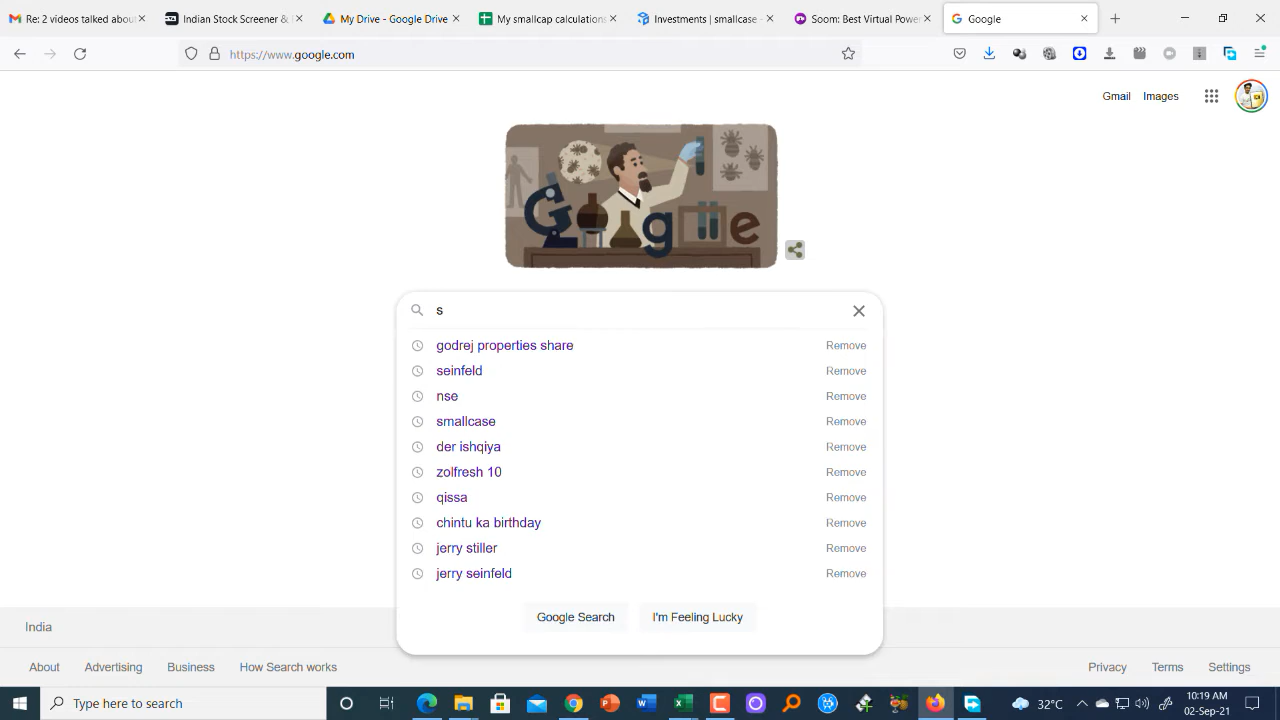 Re: 2 videos talked about
Indian Stock Screener &
My Drive - Google Drive
My smallcap calculations
Investments | smallcase -
Soom: Best Virtual Power
Google
https://www.google.com
Gmail Images
Google
s
godrej properties share Remove
seinfeld Remove
nse Remove
smallcase Remove
der ishqiya Remove
zolfresh 10 Remove
qissa Remove
chintu ka birthday Remove
jerry stiller Remove
jerry seinfeld Remove
Google Search I'm Feeling Lucky
India
About Advertising Business How Search works Privacy Terms Settings
Type here to search
32°C
10:19 AM
02-Sep-21